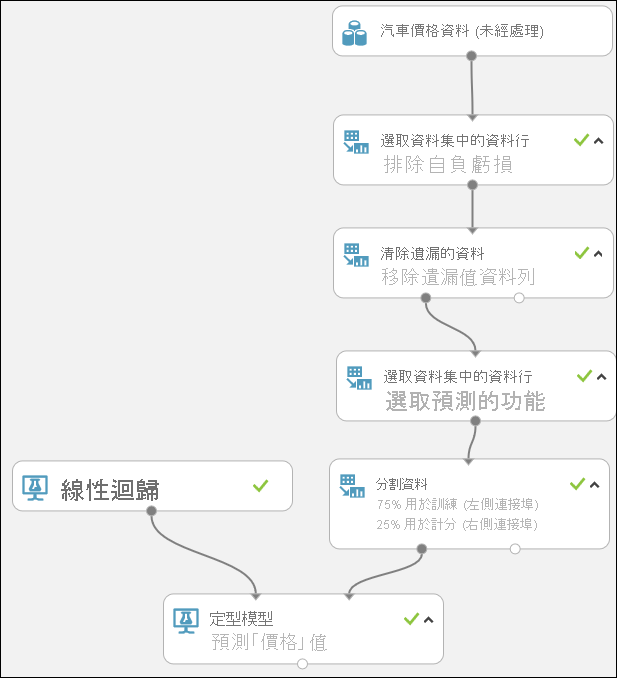 汽車價格資料 (未經處理)
選取資料集中的資料行
排除自負虧損
清除遺漏的資料
移除遺漏值資料列
選取資料集中的資料行
選取預測的功能
線性迴歸
分割資料
75% 用於訓練 (左側連接埠)
25% 用於計分 (右側連接埠)
定型模型
預測「價格」值